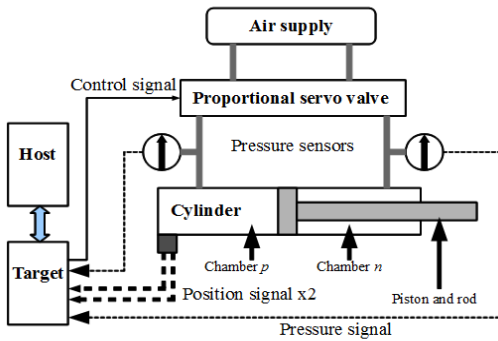 Air supply
Control signal
Proportional servo valve
Host
Pressure sensors
Cylinder
Target
Chamber p
Chamber n
Position signal x2
Piston and rod
Pressure signal